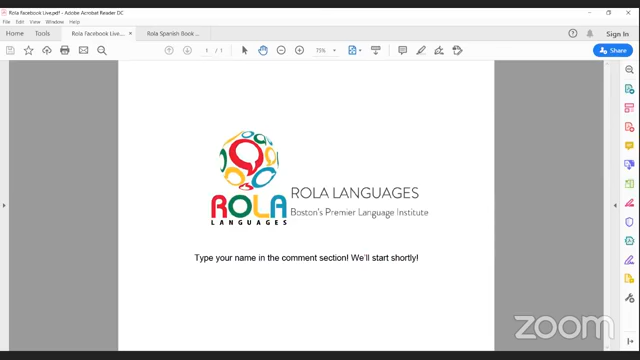 Rola Facebook Live.pdf - Adobe Acrobat Reader DC
File Edit View Window Help
Home Tools Rola Facebook Live... × Rola Spanish Book ... Sign In
1 / 1 75% Share
ROLA
LANGUAGES
ROLA LANGUAGES
Boston's Premier Language Institute
Type your name in the comment section! We'll start shortly!
zoom